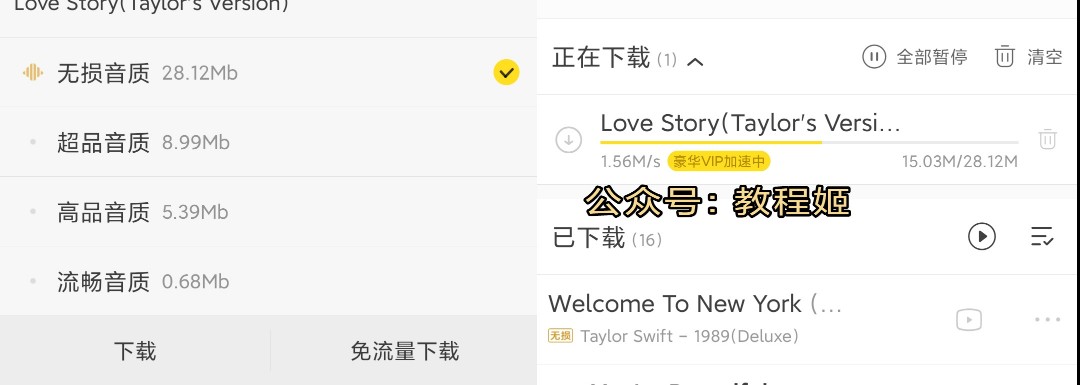 Love Story(Taylor's Version)
无损音质 28.12Mb
超品音质 8.99Mb
高品音质 5.39Mb
流畅音质 0.68Mb
下载 免流量下载
正在下载 (1) 全部暂停 清空
Love Story(Taylor's Versi...
1.56M/s 豪华VIP加速中 15.03M/28.12M
公众号：教程姬
已下载 (16)
Welcome To New York (...
无损 Taylor Swift - 1989(Deluxe)